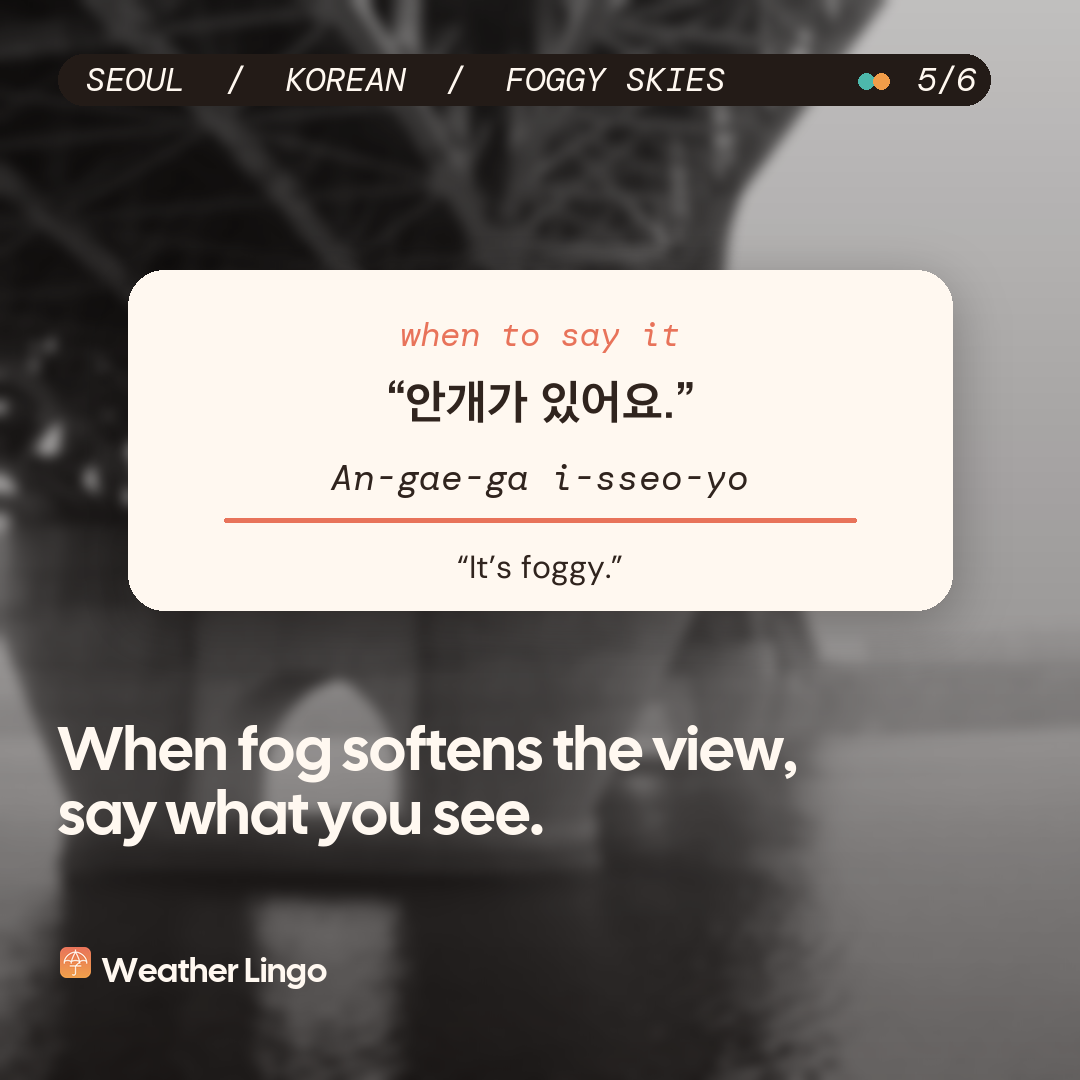 SEOUL / KOREAN / FOGGY SKIES 5/6
when to say it
“안개가 있어요.”
An-gae-ga i-sseo-yo
“It’s foggy.”
When fog softens the view,
say what you see.
Weather Lingo